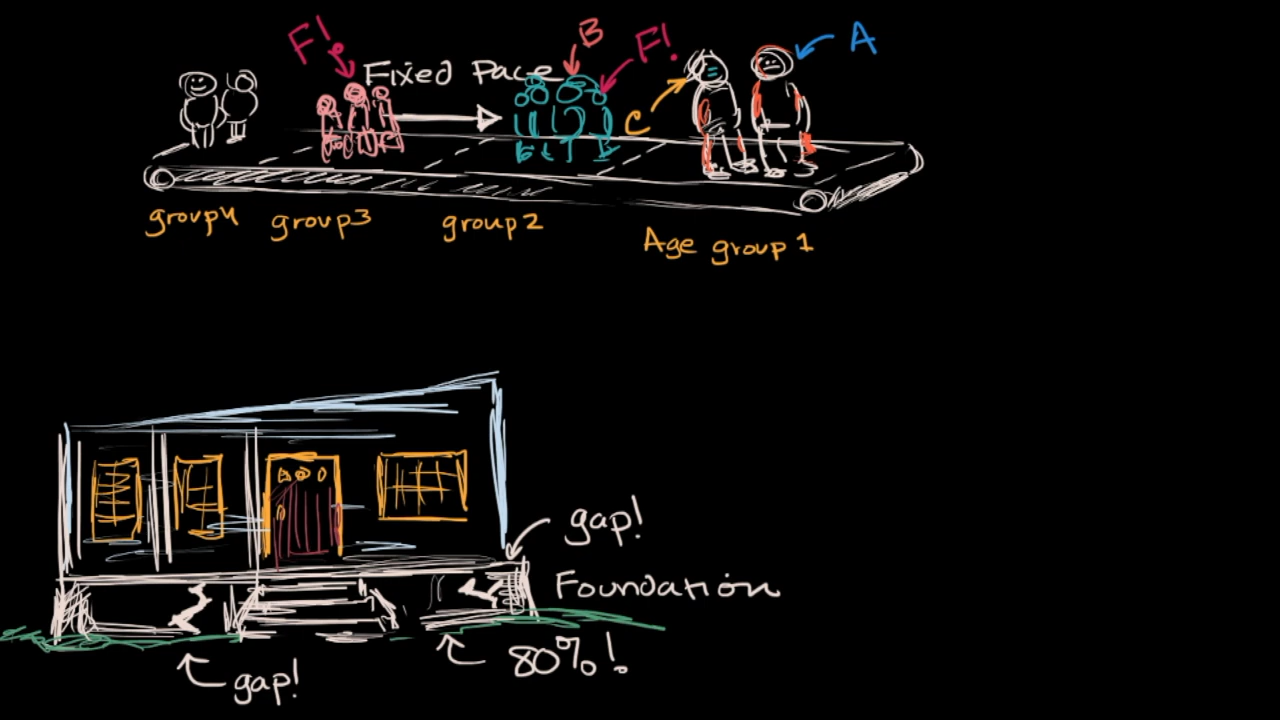 F!
B
F!
A
Fixed Pace
C
group4
group3
group2
Age group 1
gap!
Foundation
80%!
gap!